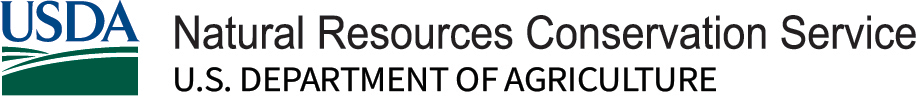 USDA
Natural Resources Conservation Service
U.S. DEPARTMENT OF AGRICULTURE